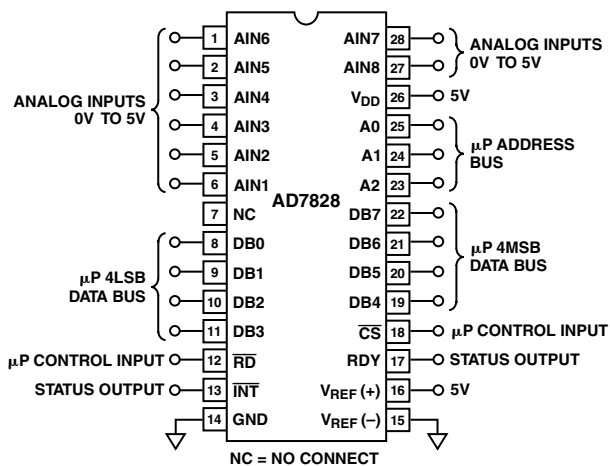 1 AIN6 AIN7 28
2 AIN5 AIN8 27
3 AIN4 VDD 26 5V
4 AIN3 A0 25
5 AIN2 A1 24
6 AIN1 A2 23
AD7828
7 NC DB7 22
8 DB0 DB6 21
9 DB1 DB5 20
10 DB2 DB4 19
11 DB3 C̅S̅ 18 μP CONTROL INPUT
μP CONTROL INPUT 12 R̅D̅ RDY 17 STATUS OUTPUT
STATUS OUTPUT 13 I̅N̅T̅ VREF (+) 16 5V
14 GND VREF (–) 15
ANALOG INPUTS
0V TO 5V
μP 4LSB
DATA BUS
ANALOG INPUTS
0V TO 5V
μP ADDRESS
BUS
μP 4MSB
DATA BUS
NC = NO CONNECT